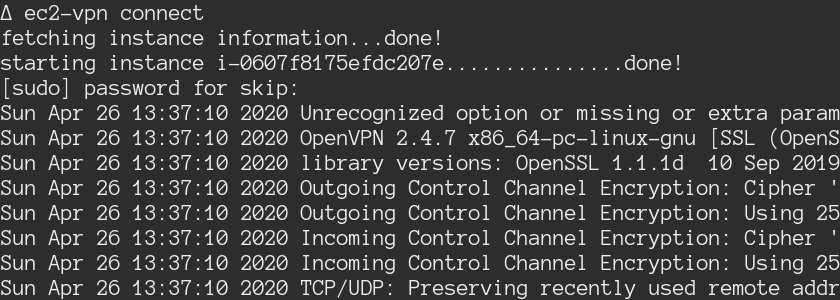 Δ ec2-vpn connect
fetching instance information...done!
starting instance i-0607f8175efdc207e...............done!
[sudo] password for skip:
Sun Apr 26 13:37:10 2020 Unrecognized option or missing or extra param
Sun Apr 26 13:37:10 2020 OpenVPN 2.4.7 x86_64-pc-linux-gnu [SSL (OpenS
Sun Apr 26 13:37:10 2020 library versions: OpenSSL 1.1.1d  10 Sep 2019
Sun Apr 26 13:37:10 2020 Outgoing Control Channel Encryption: Cipher '
Sun Apr 26 13:37:10 2020 Outgoing Control Channel Encryption: Using 25
Sun Apr 26 13:37:10 2020 Incoming Control Channel Encryption: Cipher '
Sun Apr 26 13:37:10 2020 Incoming Control Channel Encryption: Using 25
Sun Apr 26 13:37:10 2020 TCP/UDP: Preserving recently used remote addr